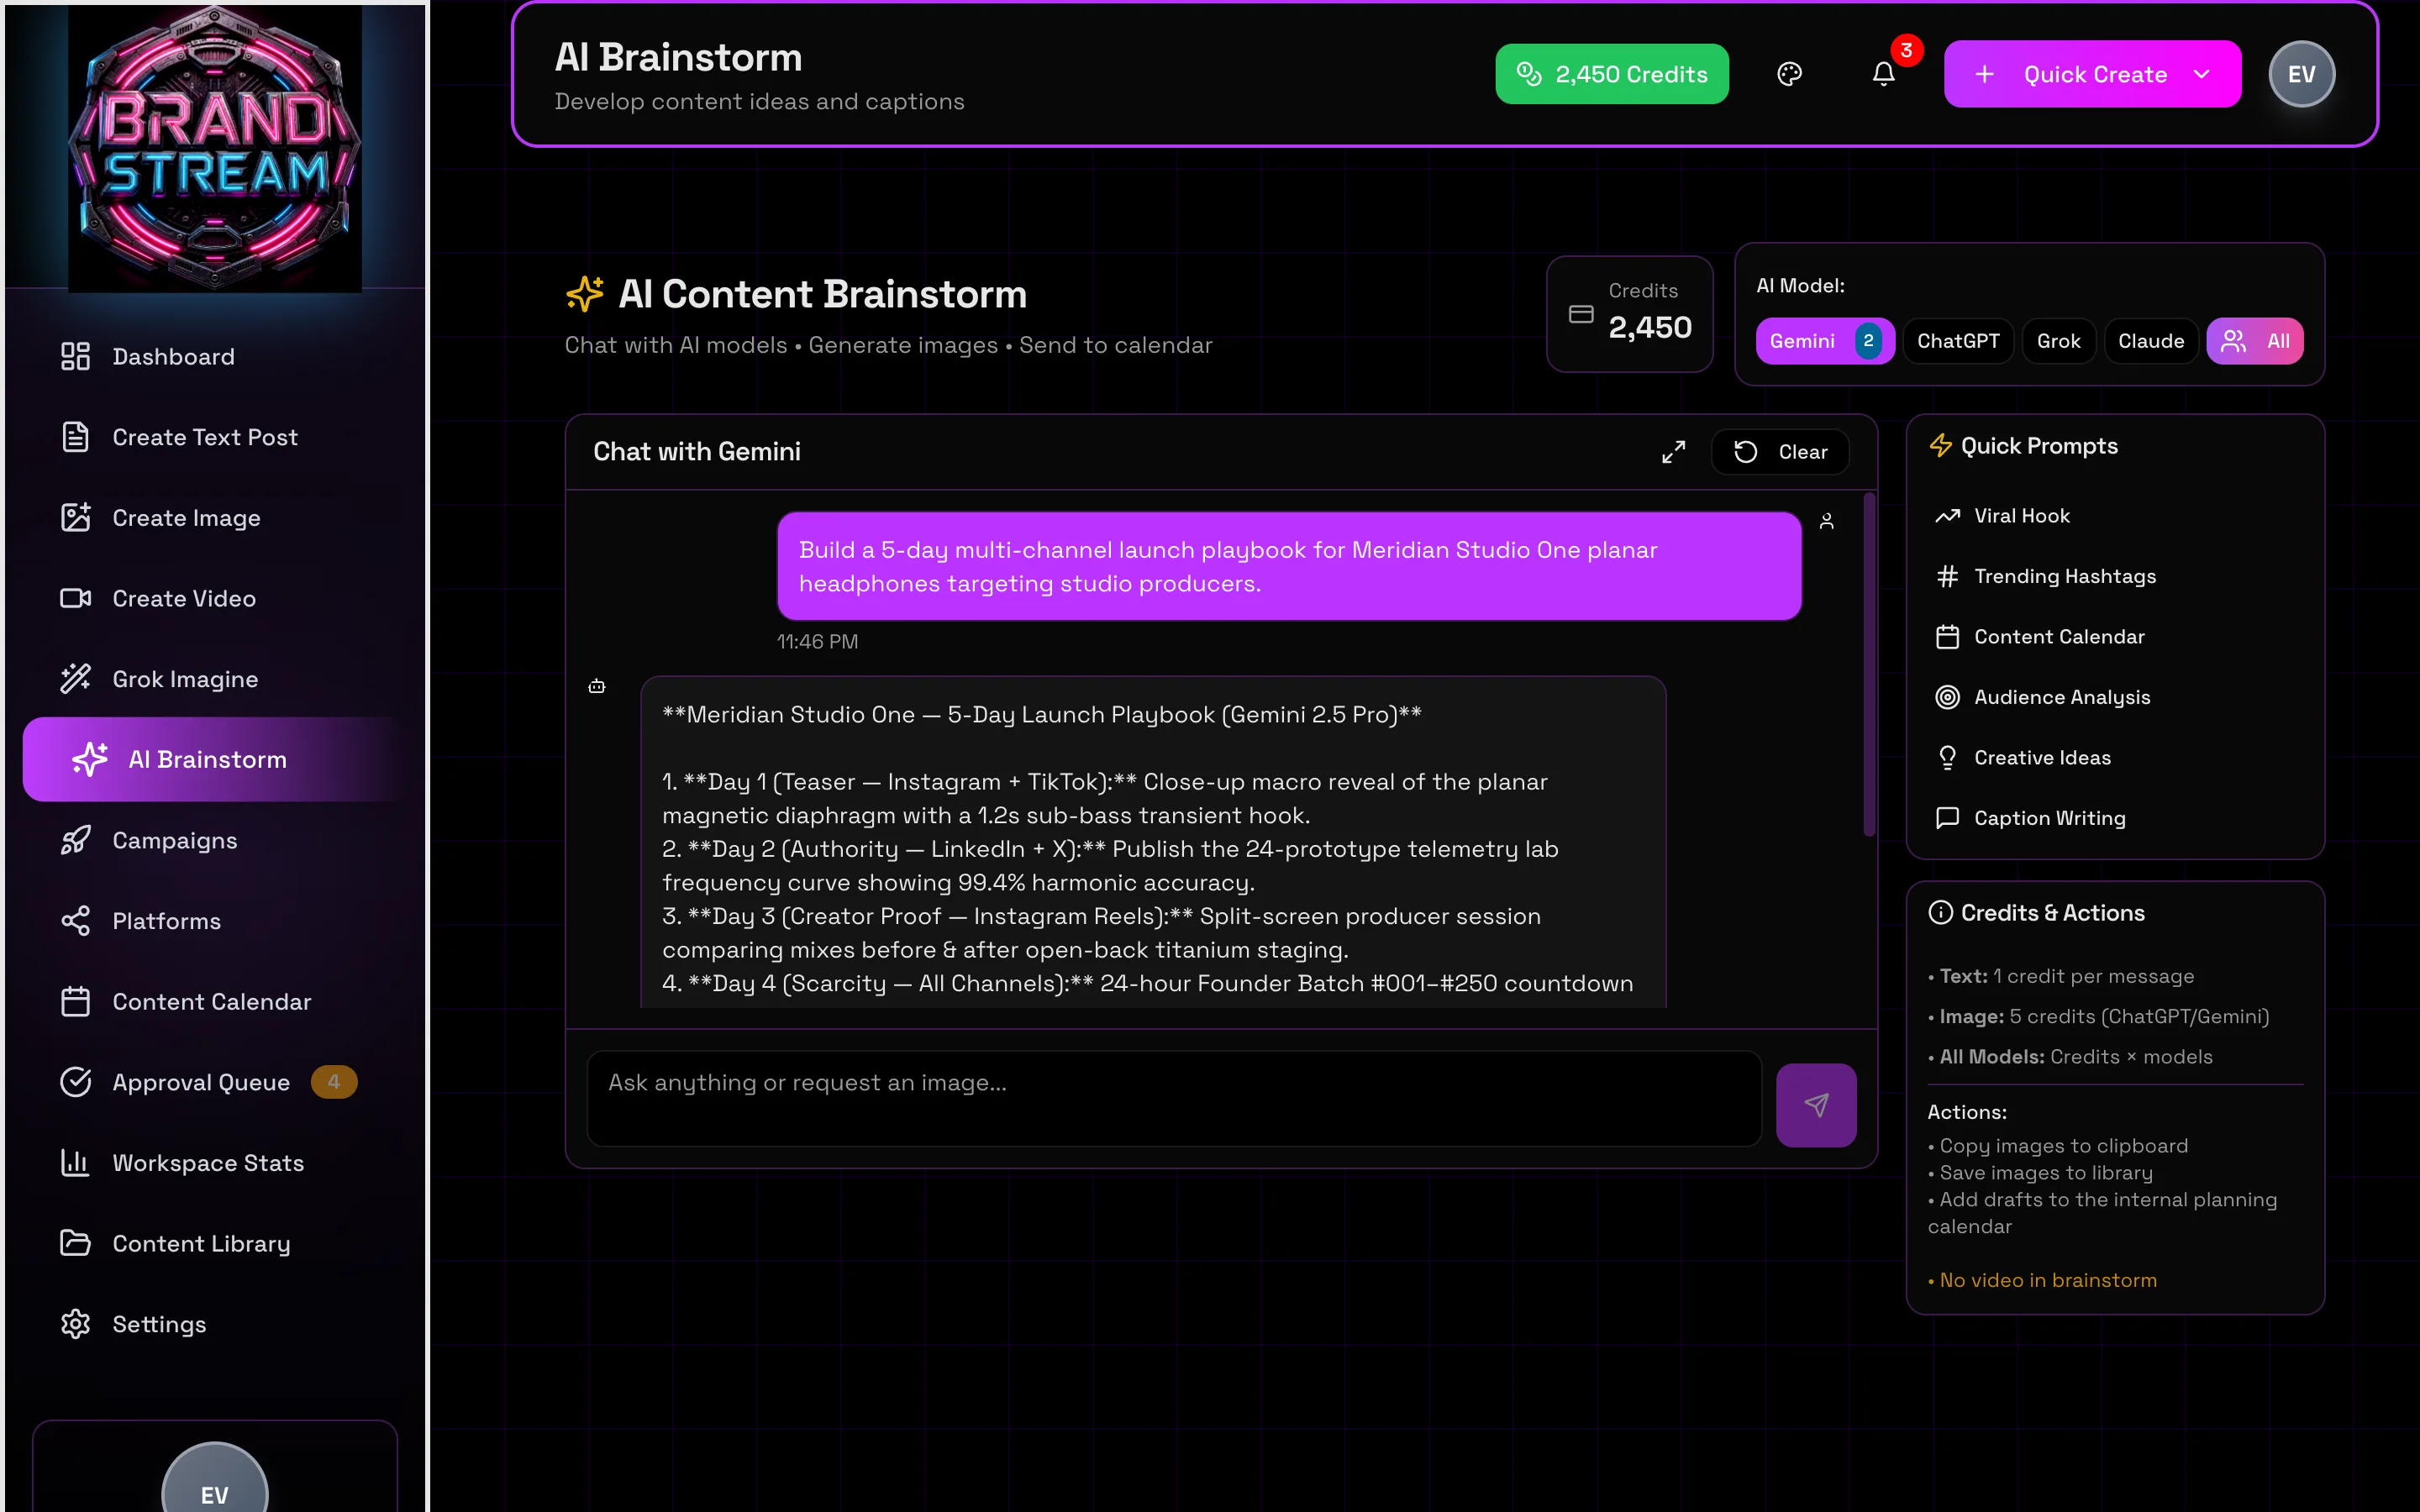 BRAND
STREAM
Dashboard
Create Text Post
Create Image
Create Video
Grok Imagine
AI Brainstorm
Campaigns
Platforms
Content Calendar
Approval Queue 4
Workspace Stats
Content Library
Settings
EV
AI Brainstorm
Develop content ideas and captions
2,450 Credits
3
Quick Create
EV
AI Content Brainstorm
Chat with AI models • Generate images • Send to calendar
Credits
2,450
AI Model:
Gemini 2 ChatGPT Grok Claude All
Chat with Gemini
Clear
Build a 5-day multi-channel launch playbook for Meridian Studio One planar
headphones targeting studio producers.
11:46 PM
**Meridian Studio One — 5-Day Launch Playbook (Gemini 2.5 Pro)**
1. **Day 1 (Teaser — Instagram + TikTok):** Close-up macro reveal of the planar
magnetic diaphragm with a 1.2s sub-bass transient hook.
2. **Day 2 (Authority — LinkedIn + X):** Publish the 24-prototype telemetry lab
frequency curve showing 99.4% harmonic accuracy.
3. **Day 3 (Creator Proof — Instagram Reels):** Split-screen producer session
comparing mixes before & after open-back titanium staging.
4. **Day 4 (Scarcity — All Channels):** 24-hour Founder Batch #001–#250 countdown
Ask anything or request an image...
Quick Prompts
Viral Hook
Trending Hashtags
Content Calendar
Audience Analysis
Creative Ideas
Caption Writing
Credits & Actions
• Text: 1 credit per message
• Image: 5 credits (ChatGPT/Gemini)
• All Models: Credits × models
Actions:
• Copy images to clipboard
• Save images to library
• Add drafts to the internal planning
calendar
• No video in brainstorm